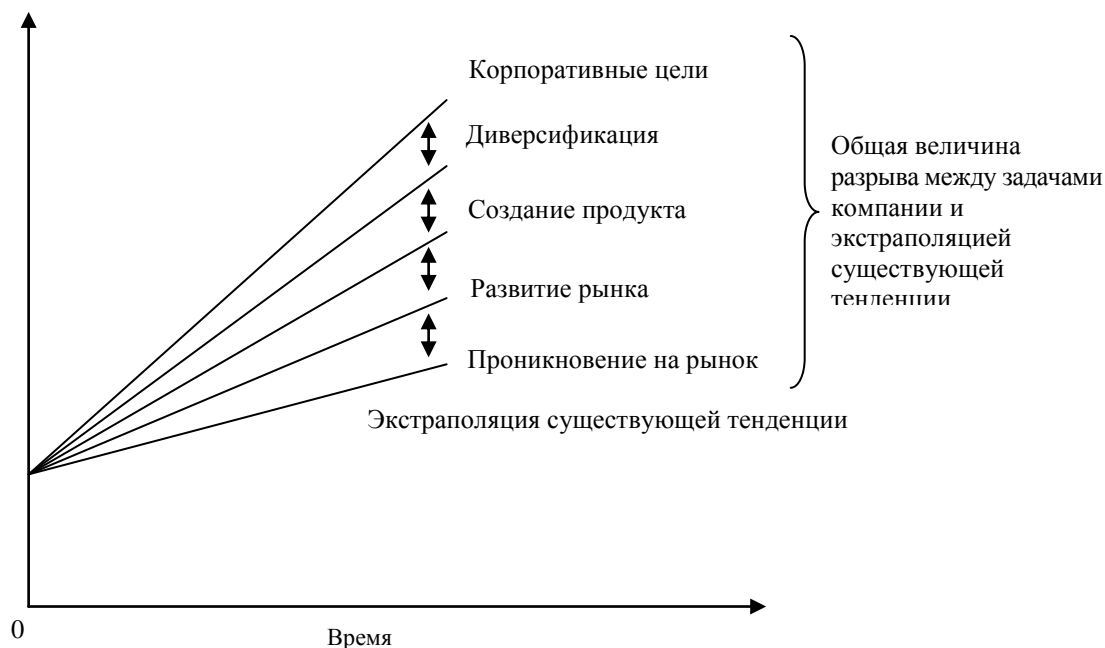 Корпоративные цели
Диверсификация
Создание продукта
Развитие рынка
Проникновение на рынок
Экстраполяция существующей тенденции
Общая величина
разрыва между задачами
компании и
экстраполяцией
существующей
тенденции
0
Время